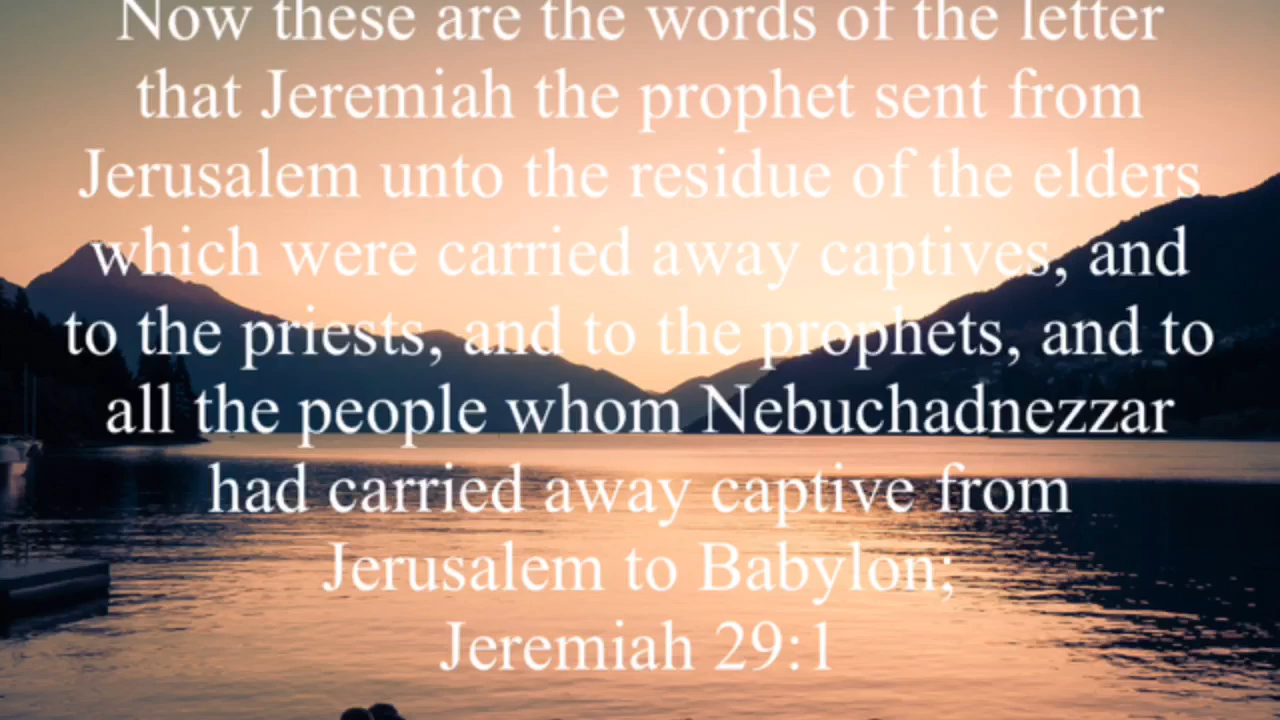 Now these are the words of the letter
that Jeremiah the prophet sent from
Jerusalem unto the residue of the elders
which were carried away captives, and
to the priests, and to the prophets, and to
all the people whom Nebuchadnezzar
had carried away captive from
Jerusalem to Babylon;
Jeremiah 29:1